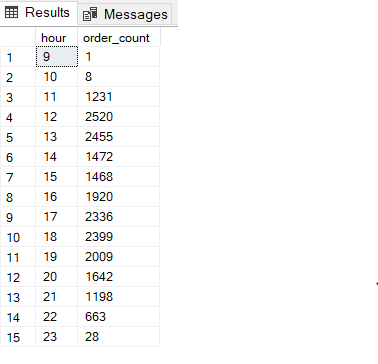 Results Messages
hour order_count
1 9 1
2 10 8
3 11 1231
4 12 2520
5 13 2455
6 14 1472
7 15 1468
8 16 1920
9 17 2336
10 18 2399
11 19 2009
12 20 1642
13 21 1198
14 22 663
15 23 28